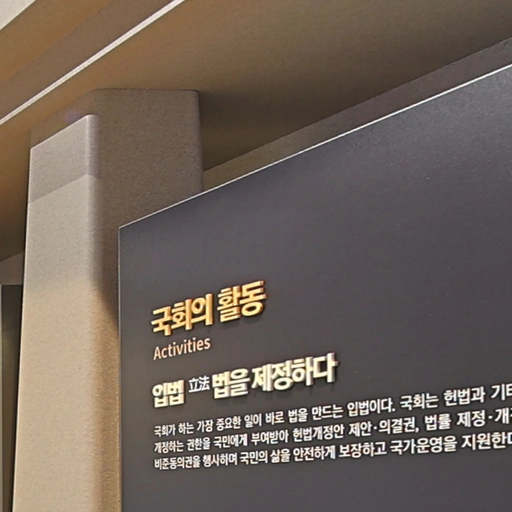 국회의 활동
Activities
입법 立法 법을 제정하다
국회가 하는 가장 중요한 일이 바로 법을 만드는 입법이다. 국회는 헌법과 기타
개정하는 권한을 국민에게 부여받아 헌법개정안 제안·의결권, 법률 제정·개
비준동의권을 행사하며 국민의 삶을 안전하게 보장하고 국가운영을 지원한다